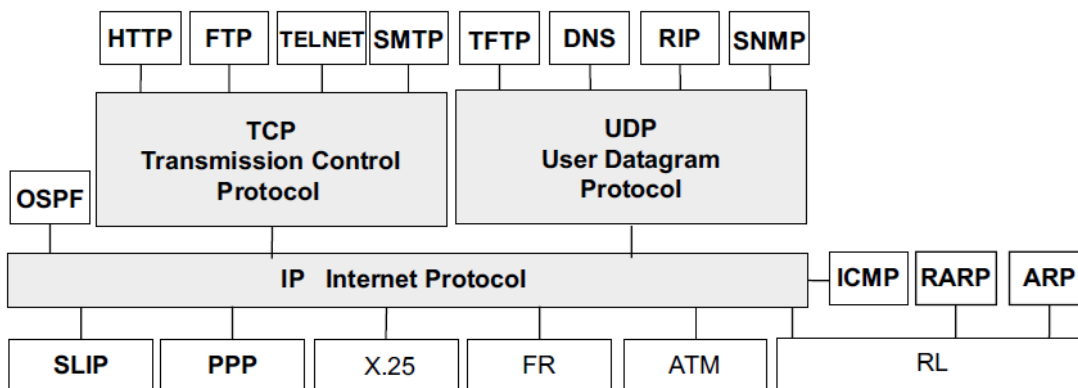 HTTP FTP TELNET SMTP TFTP DNS RIP SNMP
TCP
Transmission Control
Protocol
UDP
User Datagram
Protocol
OSPF
IP Internet Protocol
ICMP RARP ARP
SLIP PPP X.25 FR ATM RL